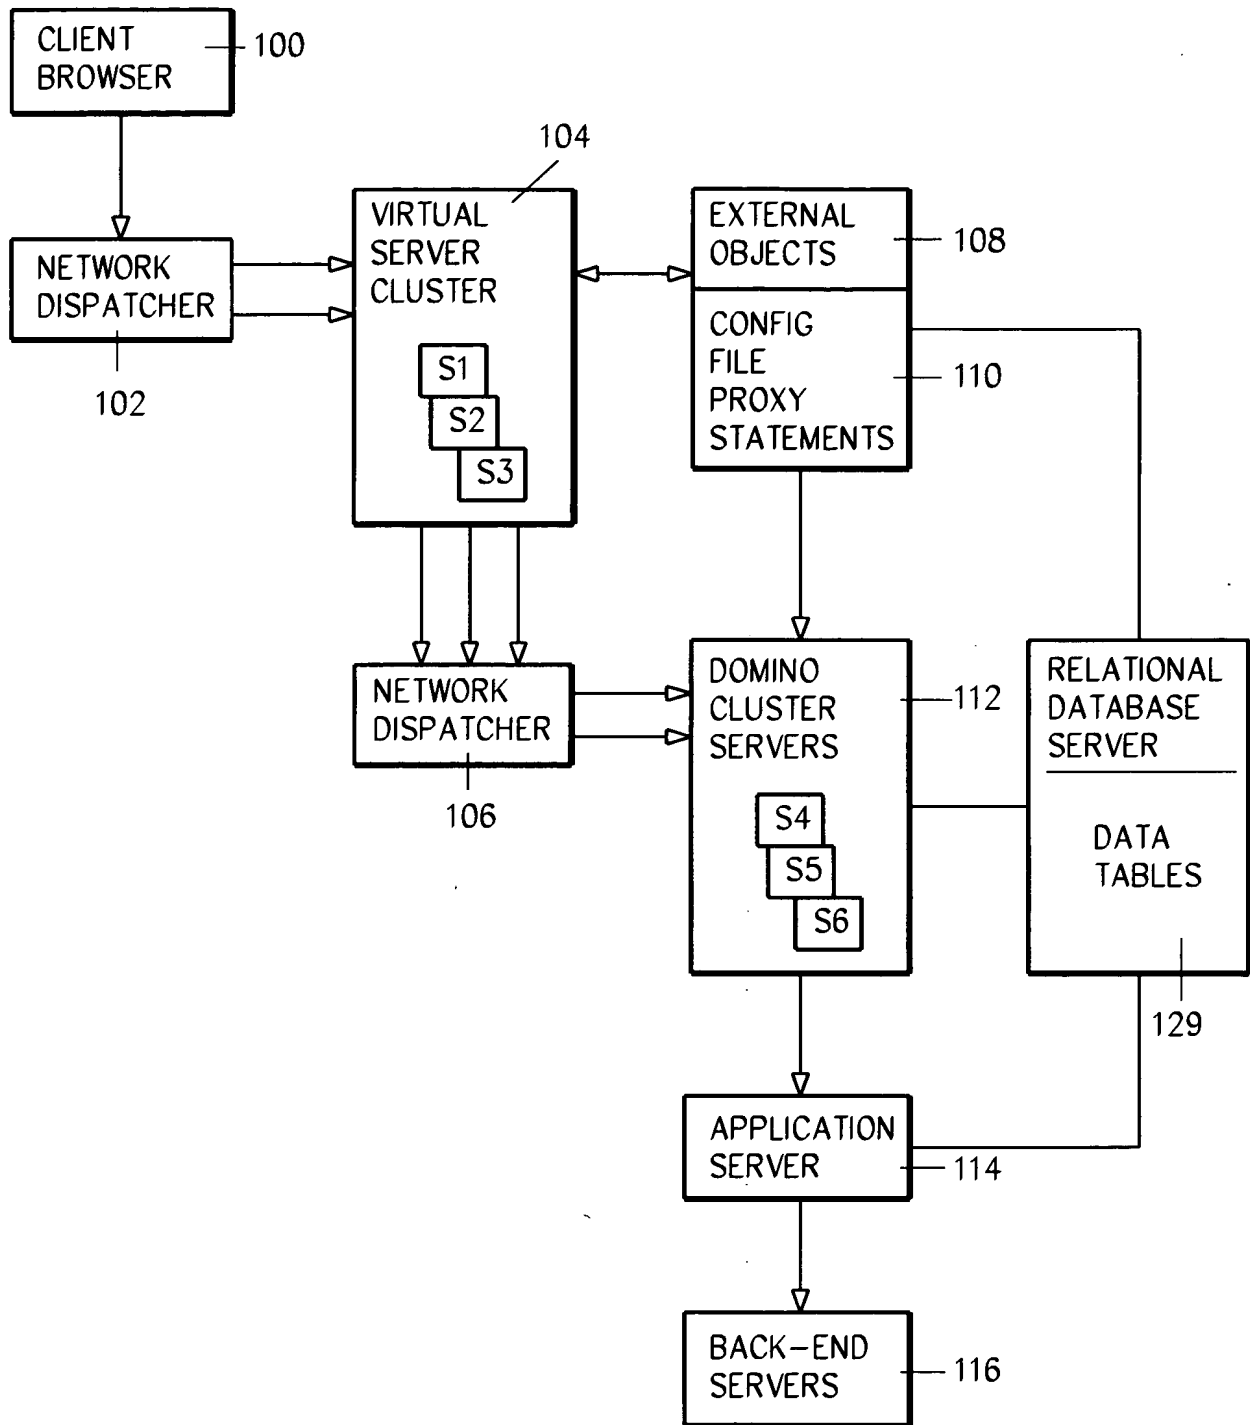 CLIENT
BROWSER
100
NETWORK
DISPATCHER
102
104
VIRTUAL
SERVER
CLUSTER
S1
S2
S3
EXTERNAL
OBJECTS
108
CONFIG
FILE
PROXY
STATEMENTS
110
NETWORK
DISPATCHER
106
DOMINO
CLUSTER
SERVERS
112
S4
S5
S6
RELATIONAL
DATABASE
SERVER
DATA
TABLES
129
APPLICATION
SERVER
114
BACK-END
SERVERS
116